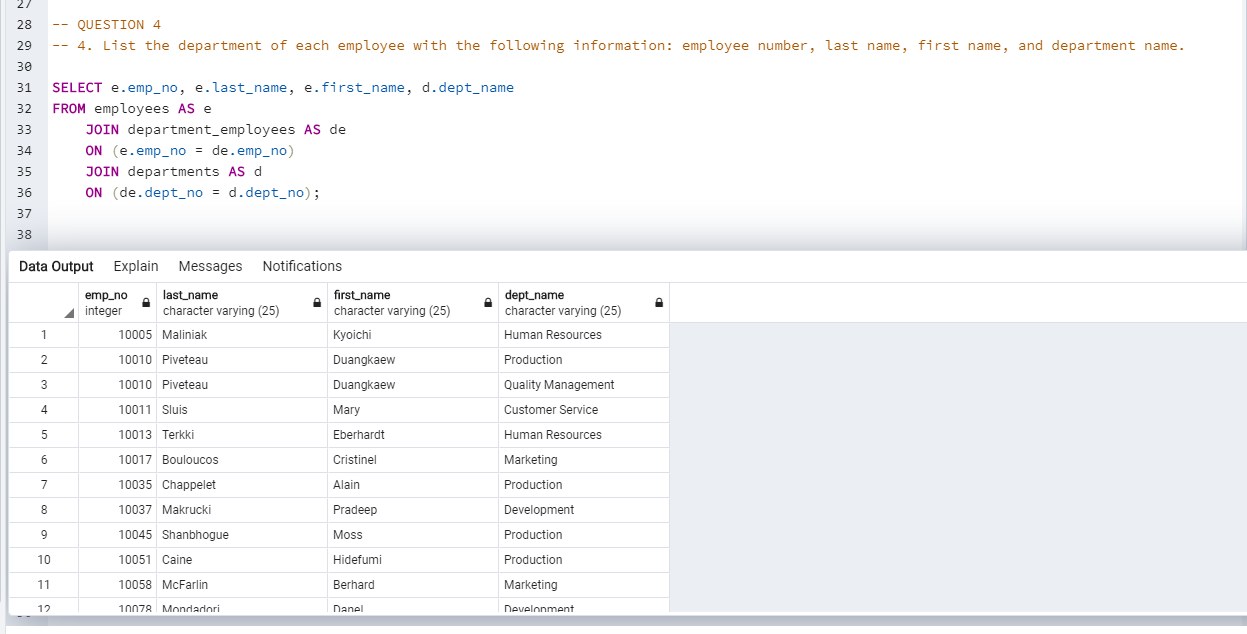 27
28 -- QUESTION 4
29 -- 4. List the department of each employee with the following information: employee number, last name, first name, and department name.
30
31 SELECT e.emp_no, e.last_name, e.first_name, d.dept_name
32 FROM employees AS e
33 JOIN department_employees AS de
34 ON (e.emp_no = de.emp_no)
35 JOIN departments AS d
36 ON (de.dept_no = d.dept_no);
37
38
Data Output Explain Messages Notifications
emp_no last_name first_name dept_name
integer character varying (25) character varying (25) character varying (25)
1 10005 Maliniak Kyoichi Human Resources
2 10010 Piveteau Duangkaew Production
3 10010 Piveteau Duangkaew Quality Management
4 10011 Sluis Mary Customer Service
5 10013 Terkki Eberhardt Human Resources
6 10017 Bouloucos Cristinel Marketing
7 10035 Chappelet Alain Production
8 10037 Makrucki Pradeep Development
9 10045 Shanbhogue Moss Production
10 10051 Caine Hidefumi Production
11 10058 McFarlin Berhard Marketing
12 10078 Mondadori Danel Development